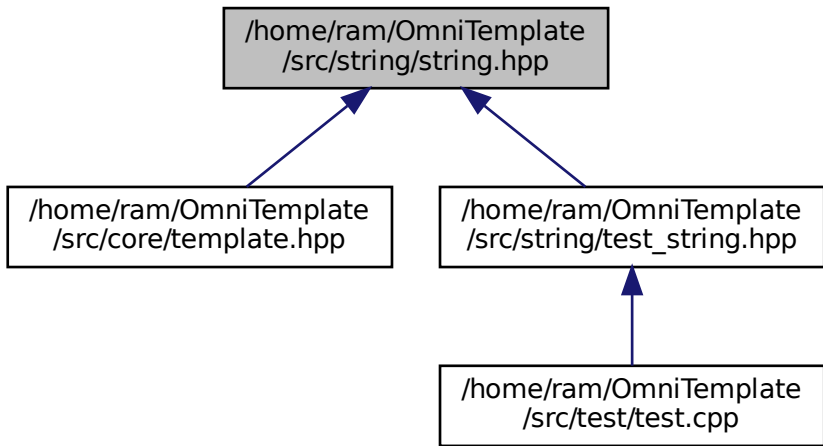 /home/ram/OmniTemplate
/src/string/string.hpp
/home/ram/OmniTemplate
/src/core/template.hpp
/home/ram/OmniTemplate
/src/string/test_string.hpp
/home/ram/OmniTemplate
/src/test/test.cpp